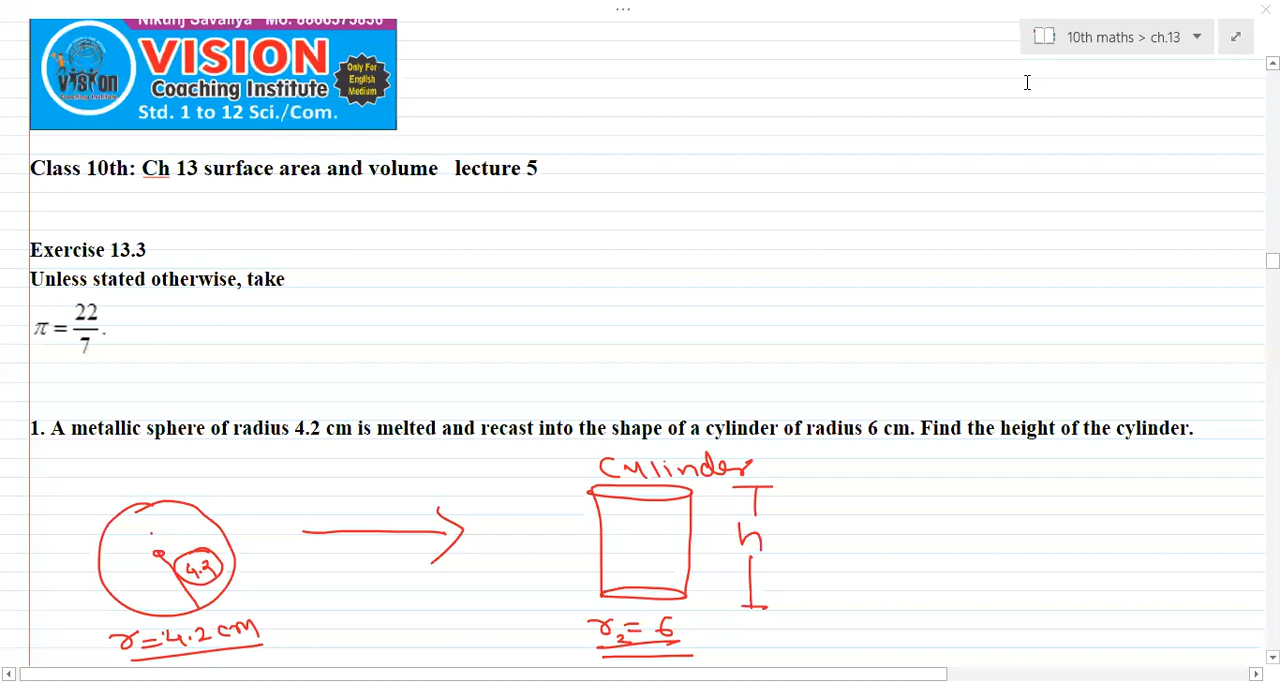 ...
Nikunj Savaliya Mo. 8866575856
10th maths > ch.13
VISION
Coaching Institute
Only For
English
Medium
vision
Std. 1 to 12 Sci./Com.
Class 10th: Ch 13 surface area and volume lecture 5
Exercise 13.3
Unless stated otherwise, take
π = 22/7.
1. A metallic sphere of radius 4.2 cm is melted and recast into the shape of a cylinder of radius 6 cm. Find the height of the cylinder.
Cylinder
h
4.2
r = 4.2 cm
r2 = 6